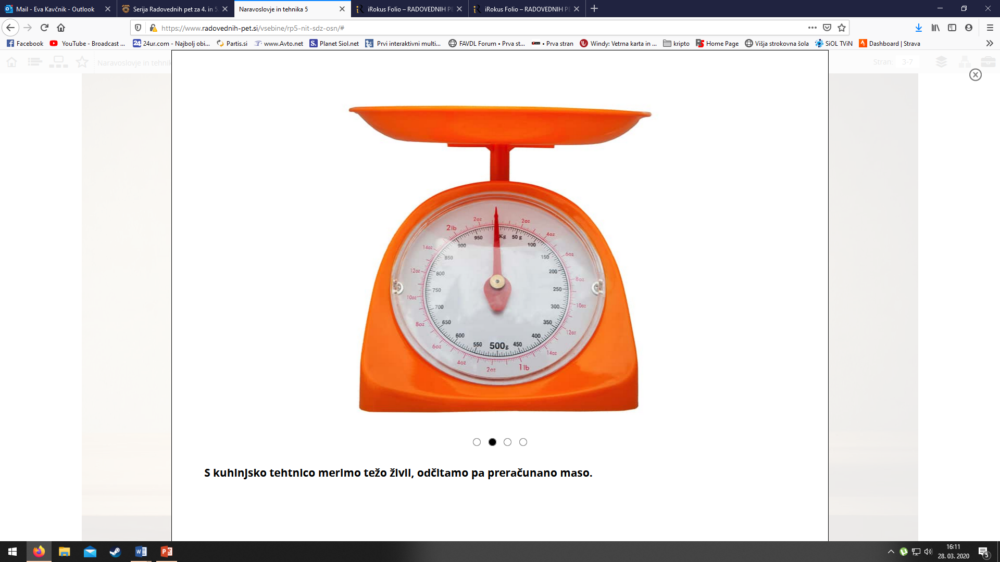 Mail - Eva Kavčnik - Outlook
Serija Radovednih pet za 4. in 5.
Naravoslovje in tehnika 5
iRokus Folio – RADOVEDNIH PE
iRokus Folio – RADOVEDNIH PE
https://www.radovednih-pet.si/vsebine/rp5-nit-sdz-osn/#
Facebook
YouTube - Broadcast ...
24ur.com - Najbolj obi...
Partis.si
www.Avto.net
Planet Siol.net
Prvi interaktivni multi...
FAVDL Forum • Prva st...
• Prva stran
Windy: Vetrna karta in ...
kripto
Home Page
Višja strokovna šola
SiOL TViN
Dashboard | Strava
Naravoslovje in tehnik
Stran: 3-7
2lb 2oz 2oz 4oz 6oz 8oz 10oz 12oz 14oz 1lb 2oz 4oz 6oz 8oz 10oz 12oz 14oz
Kg 50 g 100 150 200 250 300 350 400 450 500g 550 600 650 700 750 800 850 900 950
S kuhinjsko tehtnico merimo težo živil, odčitamo pa preračunano maso.
16:11
28. 03. 2020
5